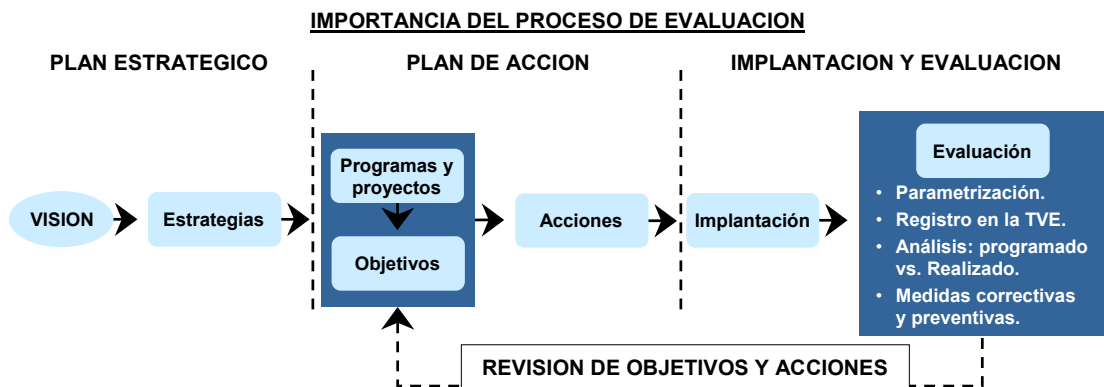 IMPORTANCIA DEL PROCESO DE EVALUACION
PLAN ESTRATEGICO
PLAN DE ACCION
IMPLANTACION Y EVALUACION
VISION
Estrategias
Programas y
proyectos
Objetivos
Acciones
Implantación
Evaluación
• Parametrización.
• Registro en la TVE.
• Análisis: programado
vs. Realizado.
• Medidas correctivas
y preventivas.
REVISION DE OBJETIVOS Y ACCIONES